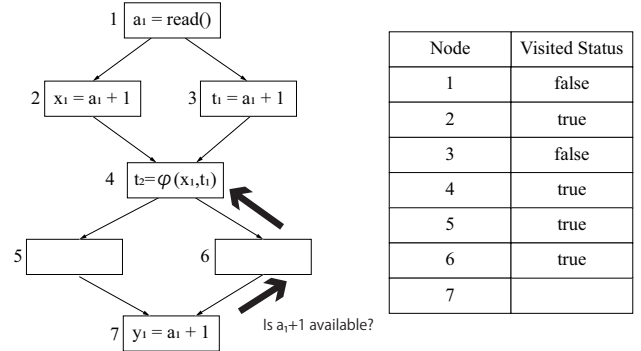 1 a₁ = read()
2 x₁ = a₁ + 1
3 t₁ = a₁ + 1
4 t₂=φ(x₁,t₁)
5
6
Is a₁+1 available?
7 y₁ = a₁ + 1
Node Visited Status
1 false
2 true
3 false
4 true
5 true
6 true
7